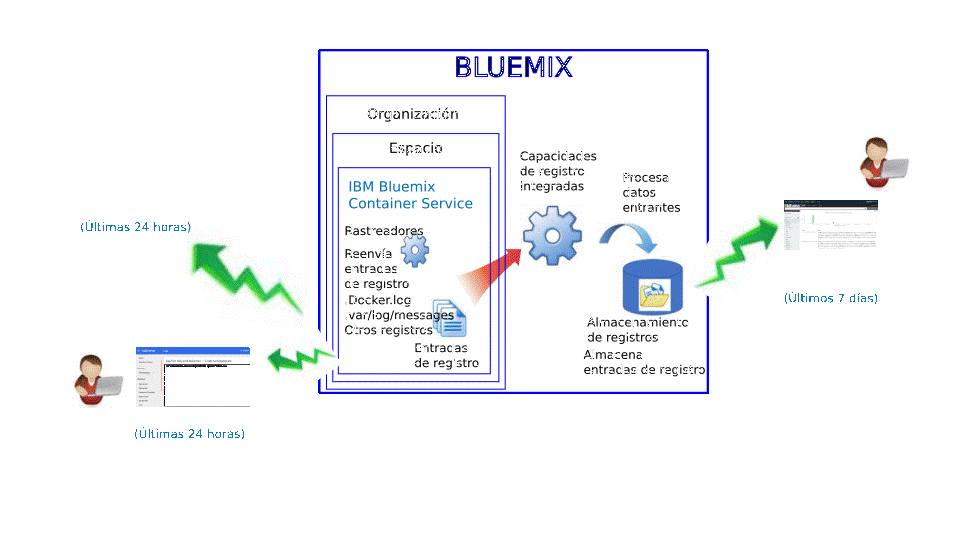 BLUEMIX
Organización
Espacio
IBM Bluemix
Container Service
Rastreadores
Reenvía
entradas
de registro
.Docker.log
.var/log/messages
Otros registros
Entradas
de registro
Capacidades
de registro
integradas
Procesa
datos
entrantes
Almacenamiento
de registros
Almacena
entradas de registro
(Últimas 24 horas)
(Últimas 24 horas)
(Últimos 7 días)